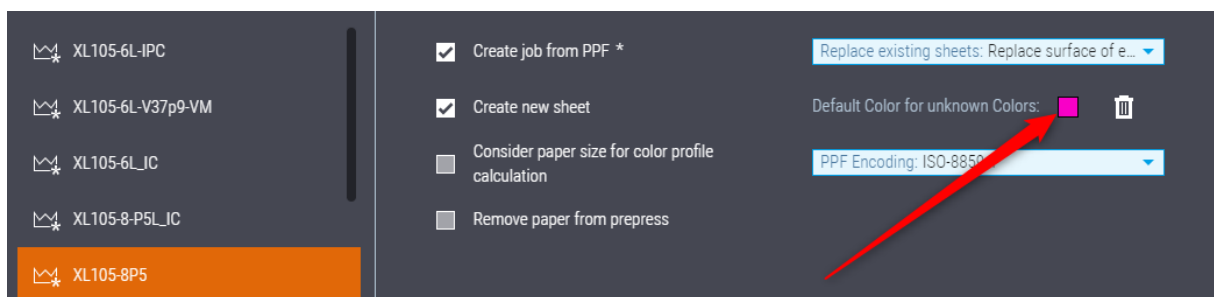 XL105-6L-IPC
XL105-6L-V37p9-VM
XL105-6L_IC
XL105-8-P5L_IC
XL105-8P5
Create job from PPF *
Replace existing sheets: Replace surface of e...
Create new sheet
Default Color for unknown Colors:
Consider paper size for color profile
calculation
PPF Encoding:
Remove paper from prepress